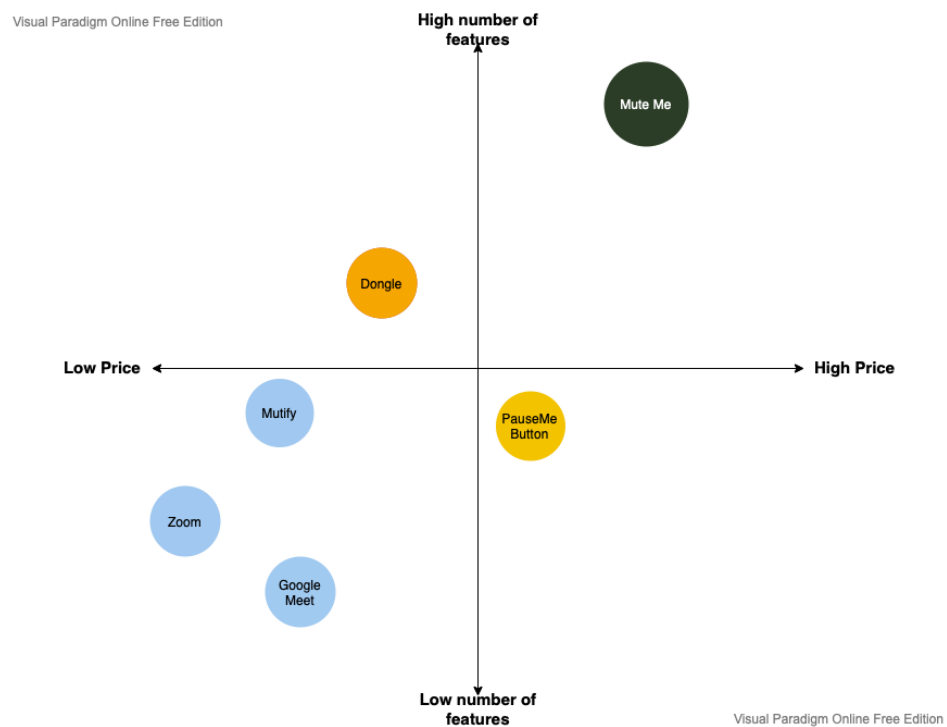 Visual Paradigm Online Free Edition
High number of
features
Mute Me
Dongle
Low Price
High Price
Mutify
PauseMe
Button
Zoom
Google
Meet
Low number of
features
Visual Paradigm Online Free Edition